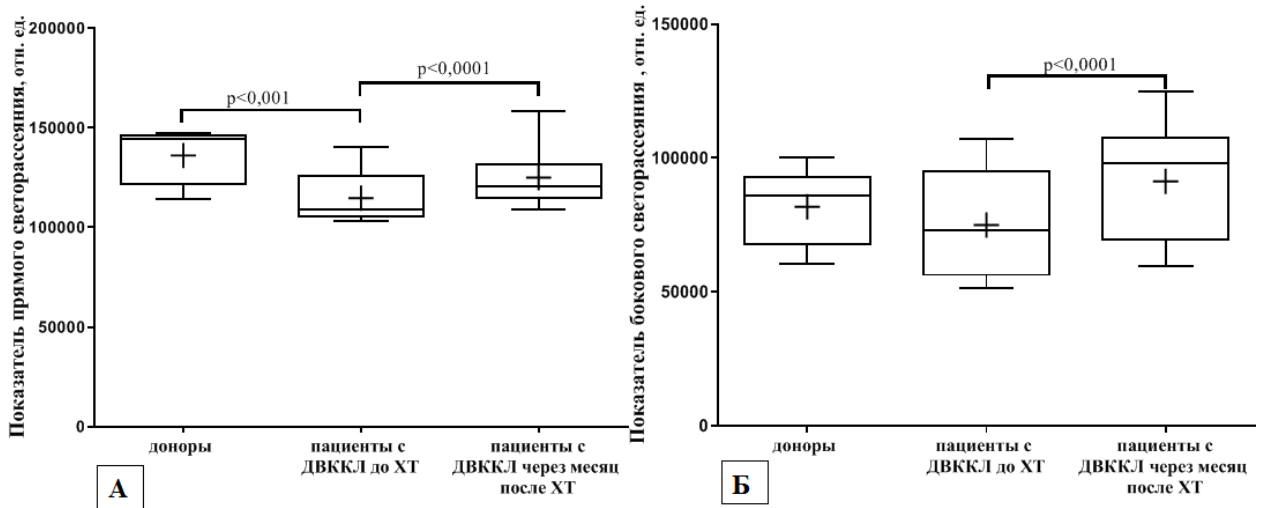 Показатель прямого светорассеяния, отн. ед.
200000
150000
100000
50000
0
p<0,001
p<0,0001
доноры
пациенты с
ДВККЛ до ХТ
пациенты с
ДВККЛ через месяц
после ХТ
А
Показатель бокового светорассеяния , отн. ед.
150000
100000
50000
0
p<0,0001
доноры
пациенты с
ДВККЛ до ХТ
пациенты с
ДВККЛ через месяц
после ХТ
Б